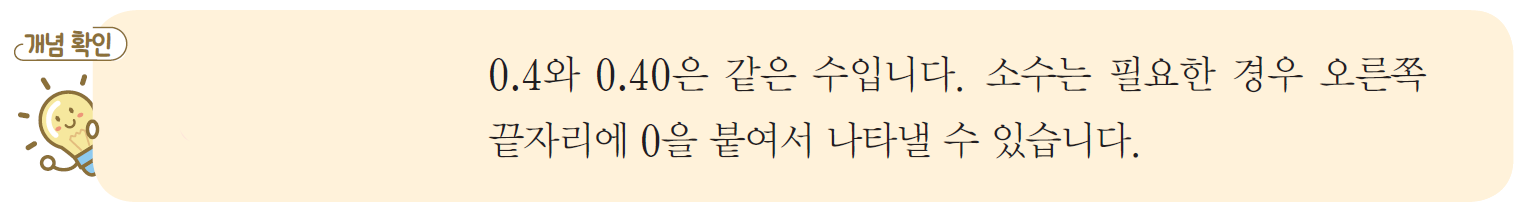 개념 확인
0.4와 0.40은 같은 수입니다. 소수는 필요한 경우 오른쪽
끝자리에 0을 붙여서 나타낼 수 있습니다.